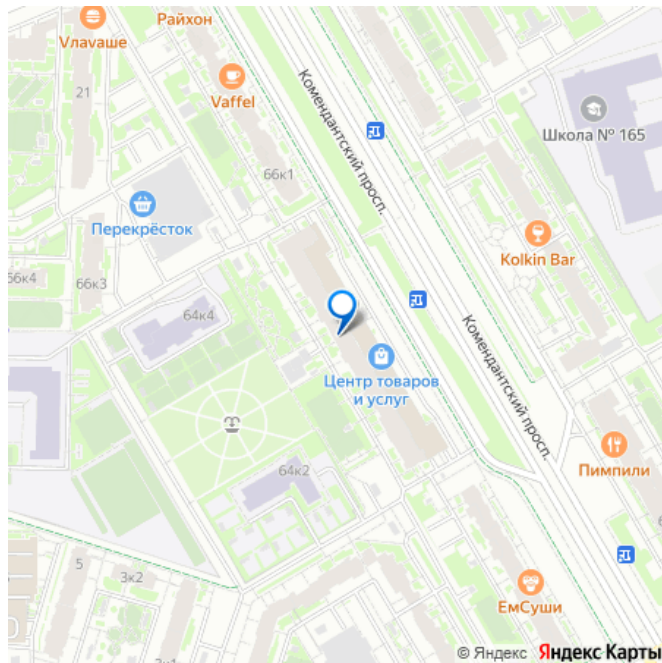 Vлаvаше
Райхон
Vaffel
21
Комендантский просп.
Школа № 165
66к1
Перекрёсток
Kolkin Bar
66к4
66к3
64к4
Центр товаров
и услуг
Комендантский просп.
Пимпили
64к2
5
3к2
ЕмСуши
3к1
© Яндекс Яндекс Карты